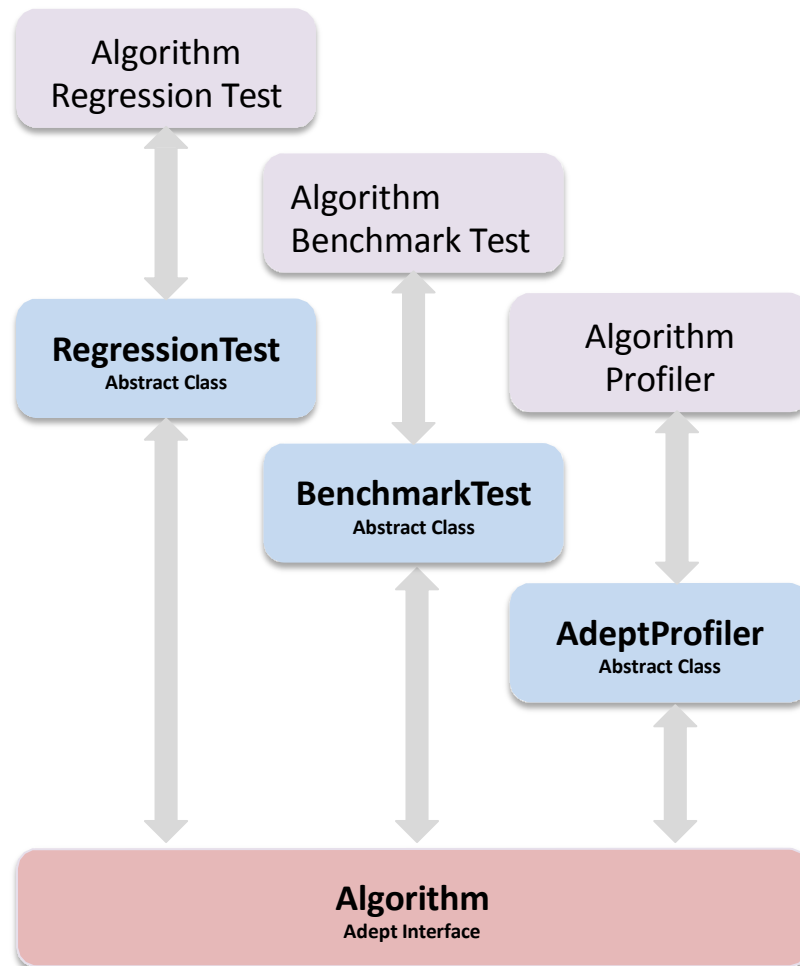 Algorithm
Regression Test
Algorithm
Benchmark Test
RegressionTest
Abstract Class
Algorithm
Profiler
BenchmarkTest
Abstract Class
AdeptProfiler
Abstract Class
Algorithm
Adept Interface